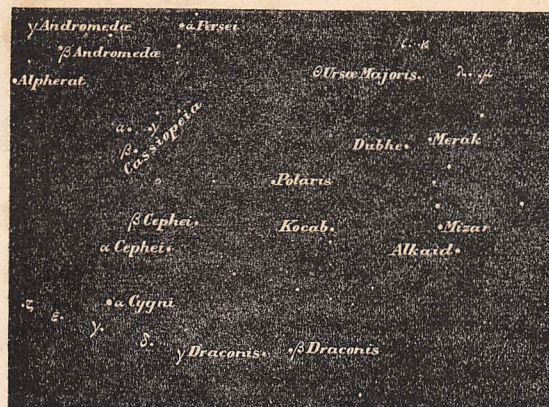 γ Andromedæ
α Persei
β Andromedæ
ι. κ
Alpherat
θ Ursæ Majoris.
λ. μ
α. γ
β.
Cassiopeia
Dubhe
Merak
Polaris
β Cephei
Kocab
Mizar
α Cephei
Alkaid
ζ
α Cygni
ε.
γ.
δ.
γ Draconis
β Draconis